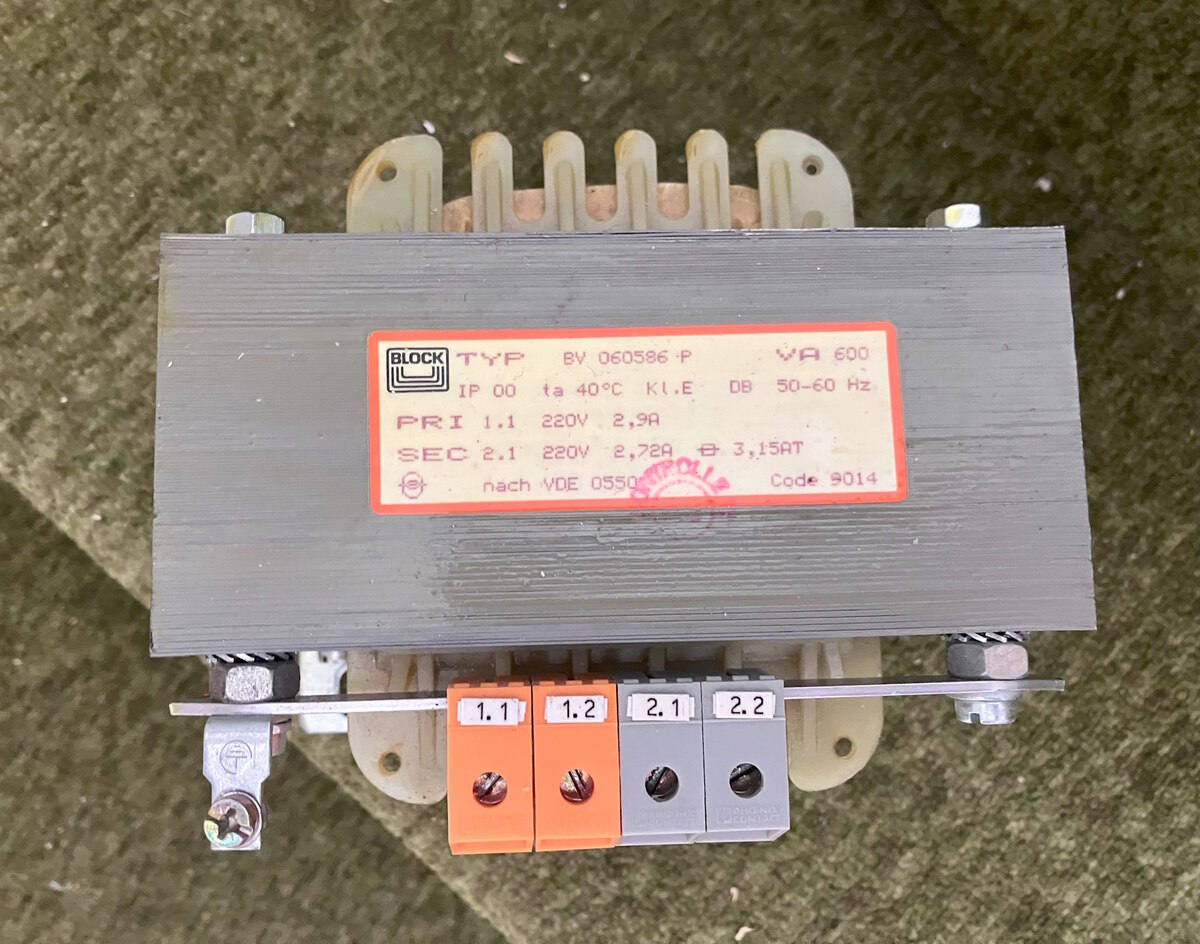 BLOCK TYP BV 060586 P VA 600
IP 00 ta 40°C Kl.E DB 50-60 Hz
PRI 1.1 220V 2,9A
SEC 2.1 220V 2,72A 3,15AT
nach VDE 0550 Code 9014
1.1 1.2 2.1 2.2